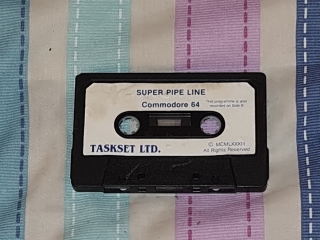 SUPER PIPE LINE
Commodore 64
This programme is also
recorded on Side B
TASKSET LTD.
© MCMLXXXIII
All Rights Reserved